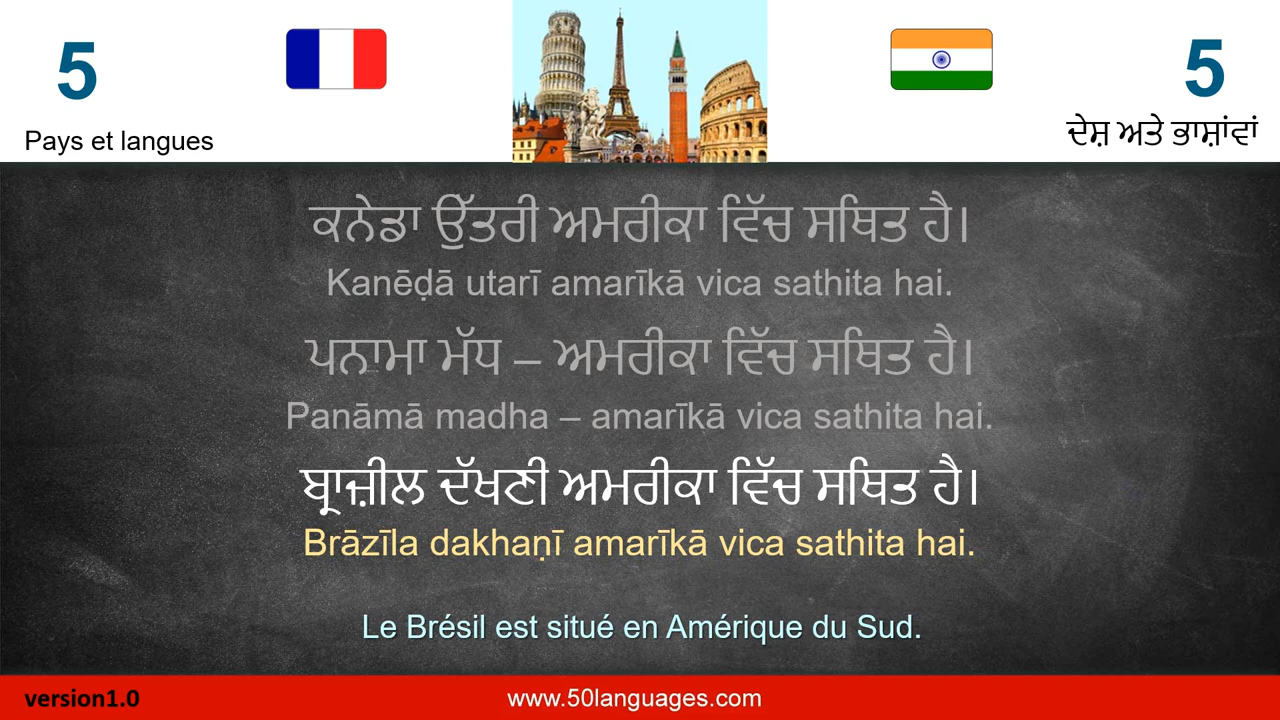 5
5
Pays et langues
ਦੇਸ਼ ਅਤੇ ਭਾਸ਼ਾਂਵਾਂ
ਕਨੇਡਾ ਉੱਤਰੀ ਅਮਰੀਕਾ ਵਿੱਚ ਸਥਿਤ ਹੈ।
Kanēḍā utarī amarīkā vica sathita hai.
ਪਨਾਮਾ ਮੱਧ – ਅਮਰੀਕਾ ਵਿੱਚ ਸਥਿਤ ਹੈ।
Panāmā madha – amarīkā vica sathita hai.
ਬ੍ਰਾਜ਼ੀਲ ਦੱਖਣੀ ਅਮਰੀਕਾ ਵਿੱਚ ਸਥਿਤ ਹੈ।
Brāzīla dakhaṇī amarīkā vica sathita hai.
Le Brésil est situé en Amérique du Sud.
version1.0
www.50languages.com